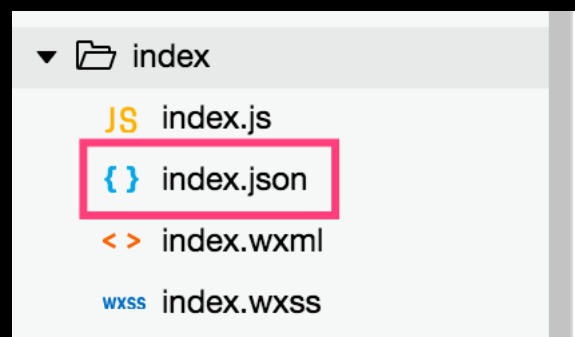 index
JS index.js
{ } index.json
< > index.wxml
wxss index.wxss